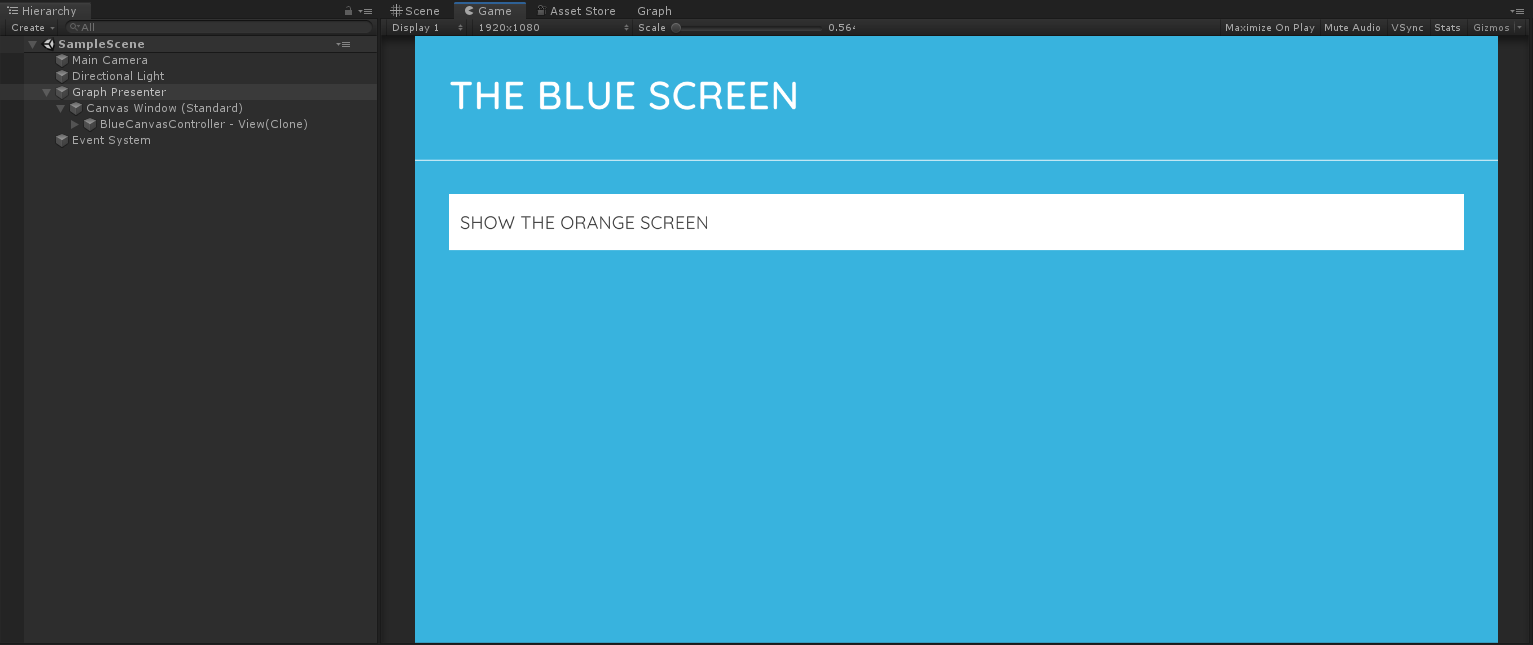 Hierarchy
Create All
SampleScene
Main Camera
Directional Light
Graph Presenter
Canvas Window (Standard)
BlueCanvasController - View(Clone)
Event System
Scene Game Asset Store Graph
Display 1 1920x1080 Scale 0.56 Maximize On Play Mute Audio VSync Stats Gizmos
THE BLUE SCREEN
SHOW THE ORANGE SCREEN